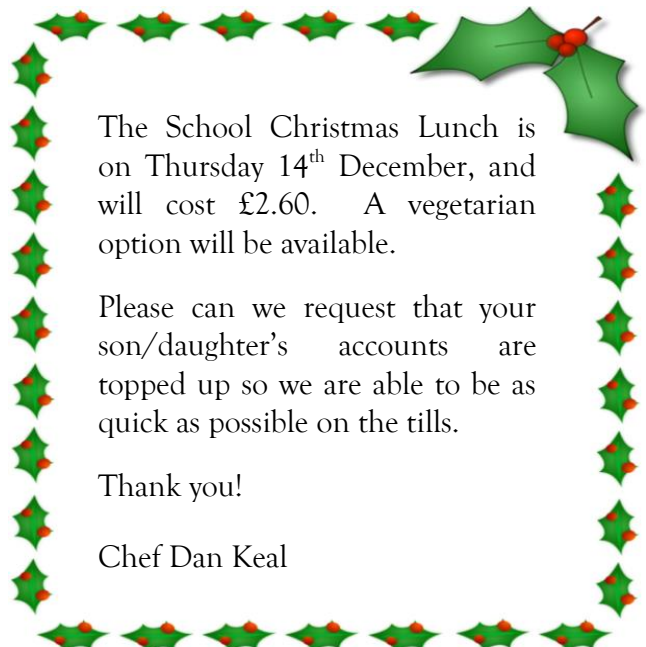 The School Christmas Lunch is
on Thursday 14th December, and
will cost £2.60. A vegetarian
option will be available.
Please can we request that your
son/daughter's accounts are
topped up so we are able to be as
quick as possible on the tills.
Thank you!
Chef Dan Keal